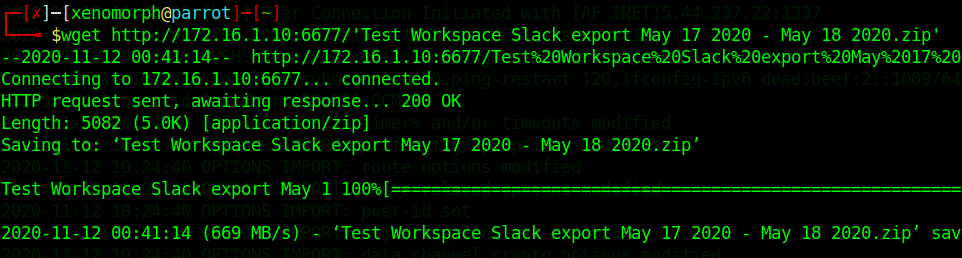 ┌─[✗]─[xenomorph@parrot]─[~]
└──╼ $wget http://172.16.1.10:6677/'Test Workspace Slack export May 17 2020 - May 18 2020.zip'
--2020-11-12 00:41:14--  http://172.16.1.10:6677/Test%20Workspace%20Slack%20export%20May%2017%20
Connecting to 172.16.1.10:6677... connected.
HTTP request sent, awaiting response... 200 OK
Length: 5082 (5.0K) [application/zip]
Saving to: ‘Test Workspace Slack export May 17 2020 - May 18 2020.zip’
Test Workspace Slack export May 1 100%[==========================================================
2020-11-12 00:41:14 (669 MB/s) - ‘Test Workspace Slack export May 17 2020 - May 18 2020.zip’ sav